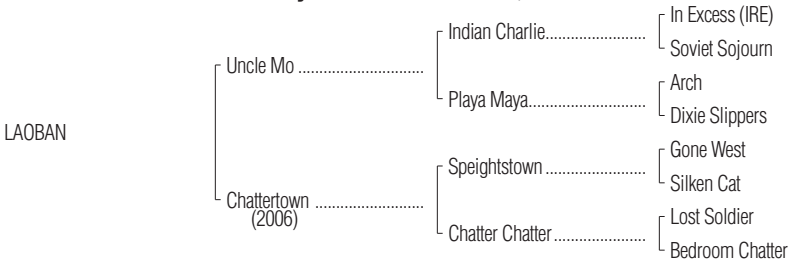 In Excess (IRE)
Indian Charlie........................
Soviet Sojourn
Uncle Mo ..............................
Arch
Playa Maya............................
Dixie Slippers
LAOBAN
Gone West
Speightstown ........................
Silken Cat
Chattertown ..........................
(2006)
Lost Soldier
Chatter Chatter ......................
Bedroom Chatter